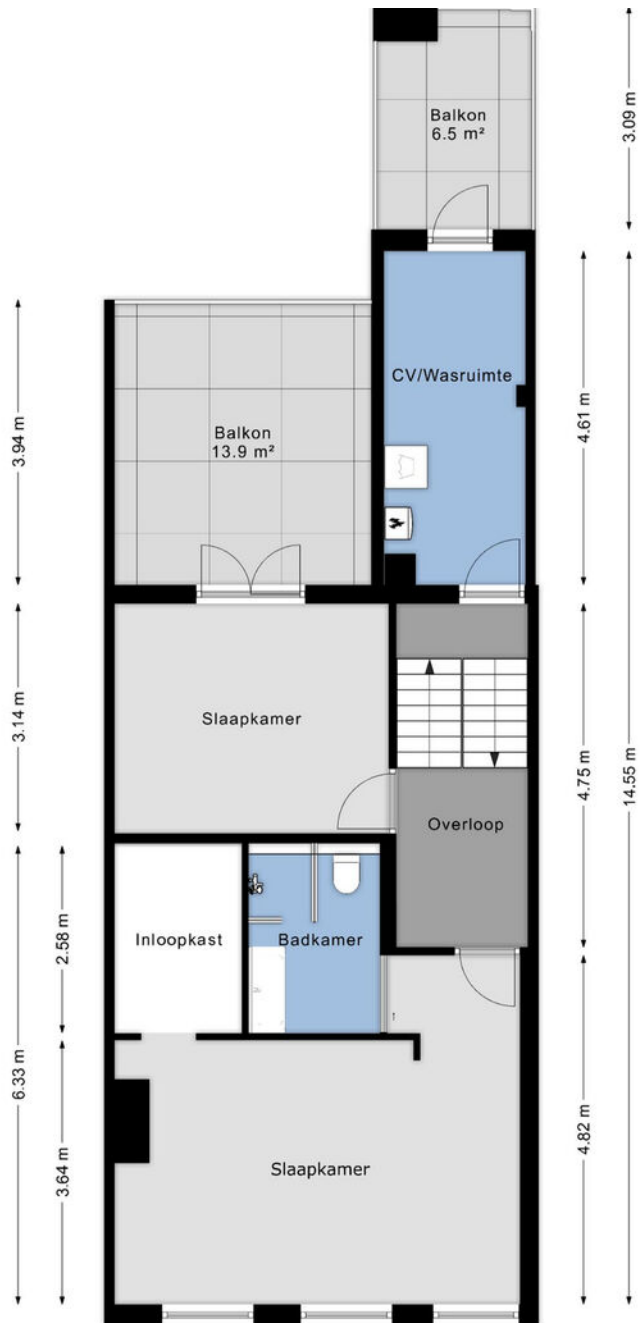 Balkon
6.5 m²
3.09 m
CV/Wasruimte
4.61 m
Balkon
13.9 m²
3.94 m
14.55 m
Slaapkamer
3.14 m
Overloop
4.75 m
Inloopkast
Badkamer
2.58 m
6.33 m
Slaapkamer
3.64 m
4.82 m